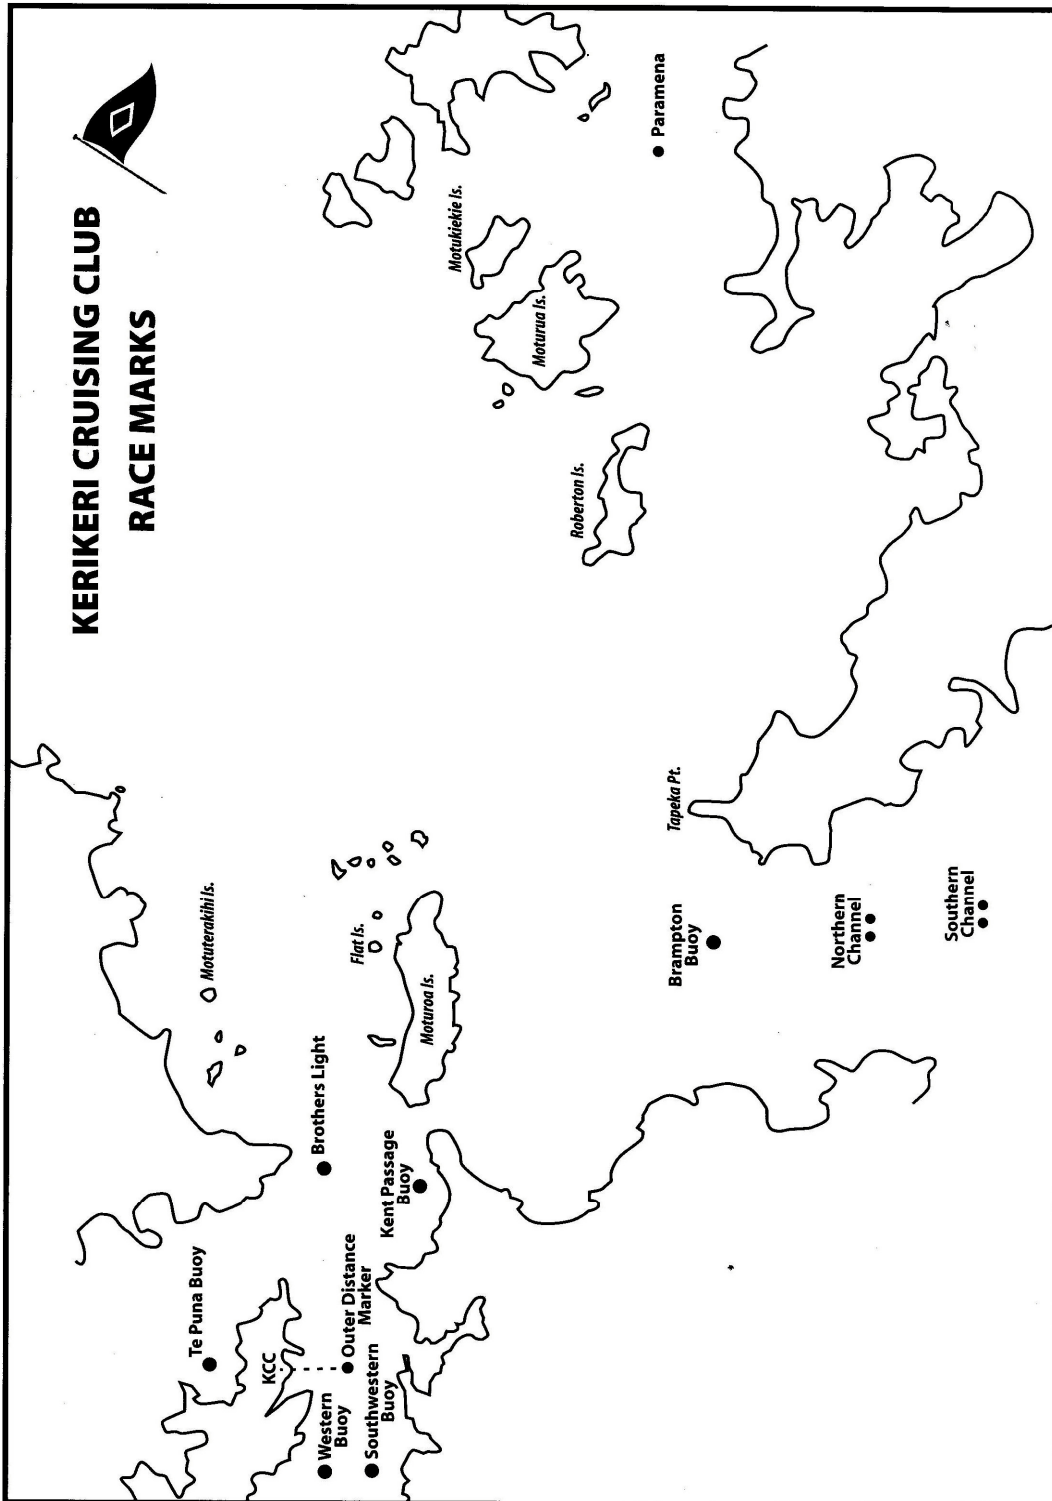 KERIKERI CRUISING CLUB
RACE MARKS
Te Puna Buoy
KCC
Western
Buoy
Outer Distance
Marker
Southwestern
Buoy
Brothers Light
Kent Passage
Buoy
Motuterakihi Is.
Flat Is.
Moturoa Is.
Brampton
Buoy
Northern
Channel
Southern
Channel
Tapeka Pt.
Roberton Is.
Moturua Is.
Motukiekie Is.
Paramena